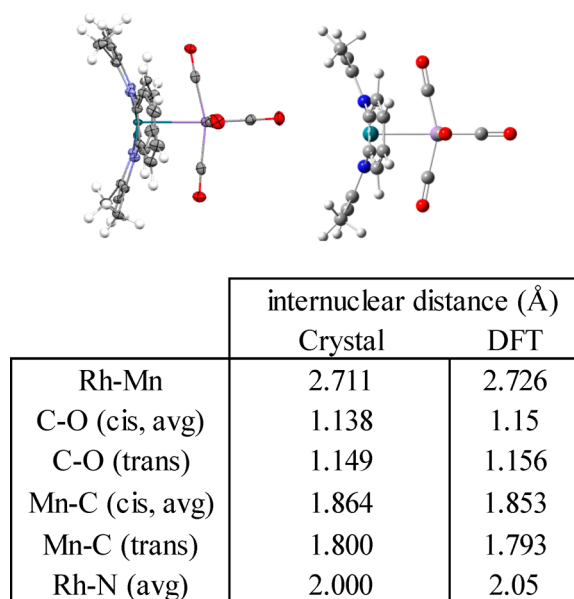 internuclear distance (Å)
Crystal DFT
Rh-Mn 2.711 2.726
C-O (cis, avg) 1.138 1.15
C-O (trans) 1.149 1.156
Mn-C (cis, avg) 1.864 1.853
Mn-C (trans) 1.800 1.793
Rh-N (avg) 2.000 2.05